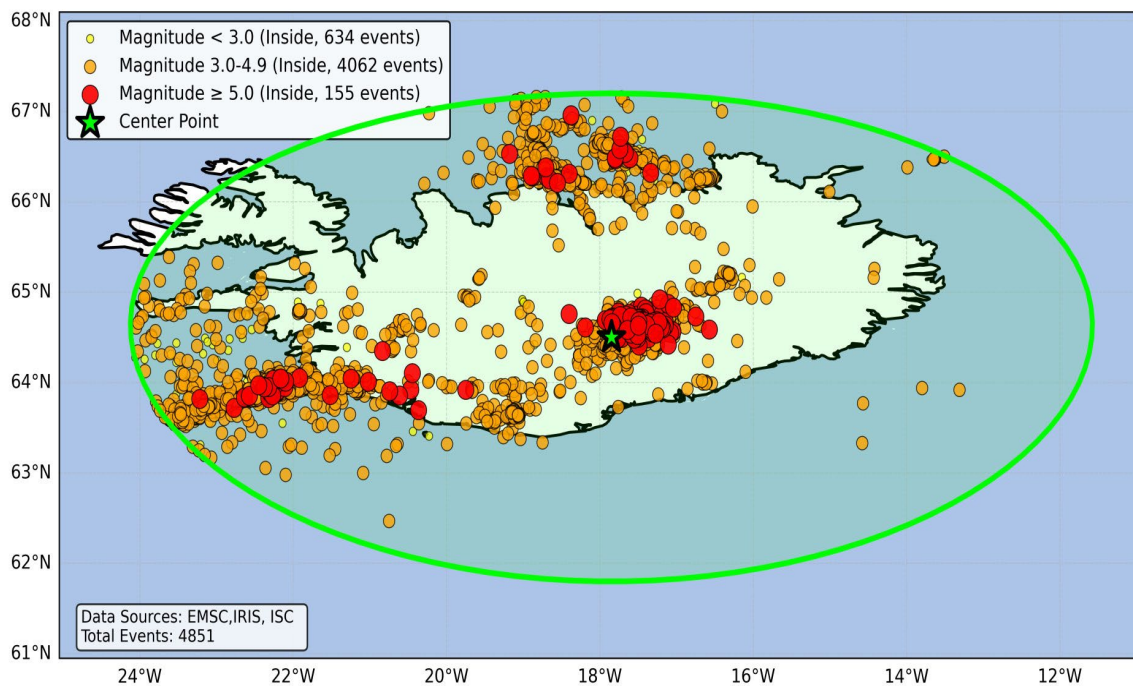 68°N
67°N
66°N
65°N
64°N
63°N
62°N
61°N
Magnitude < 3.0 (Inside, 634 events)
Magnitude 3.0-4.9 (Inside, 4062 events)
Magnitude ≥ 5.0 (Inside, 155 events)
Center Point
Data Sources: EMSC,IRIS, ISC
Total Events: 4851
24°W 22°W 20°W 18°W 16°W 14°W 12°W